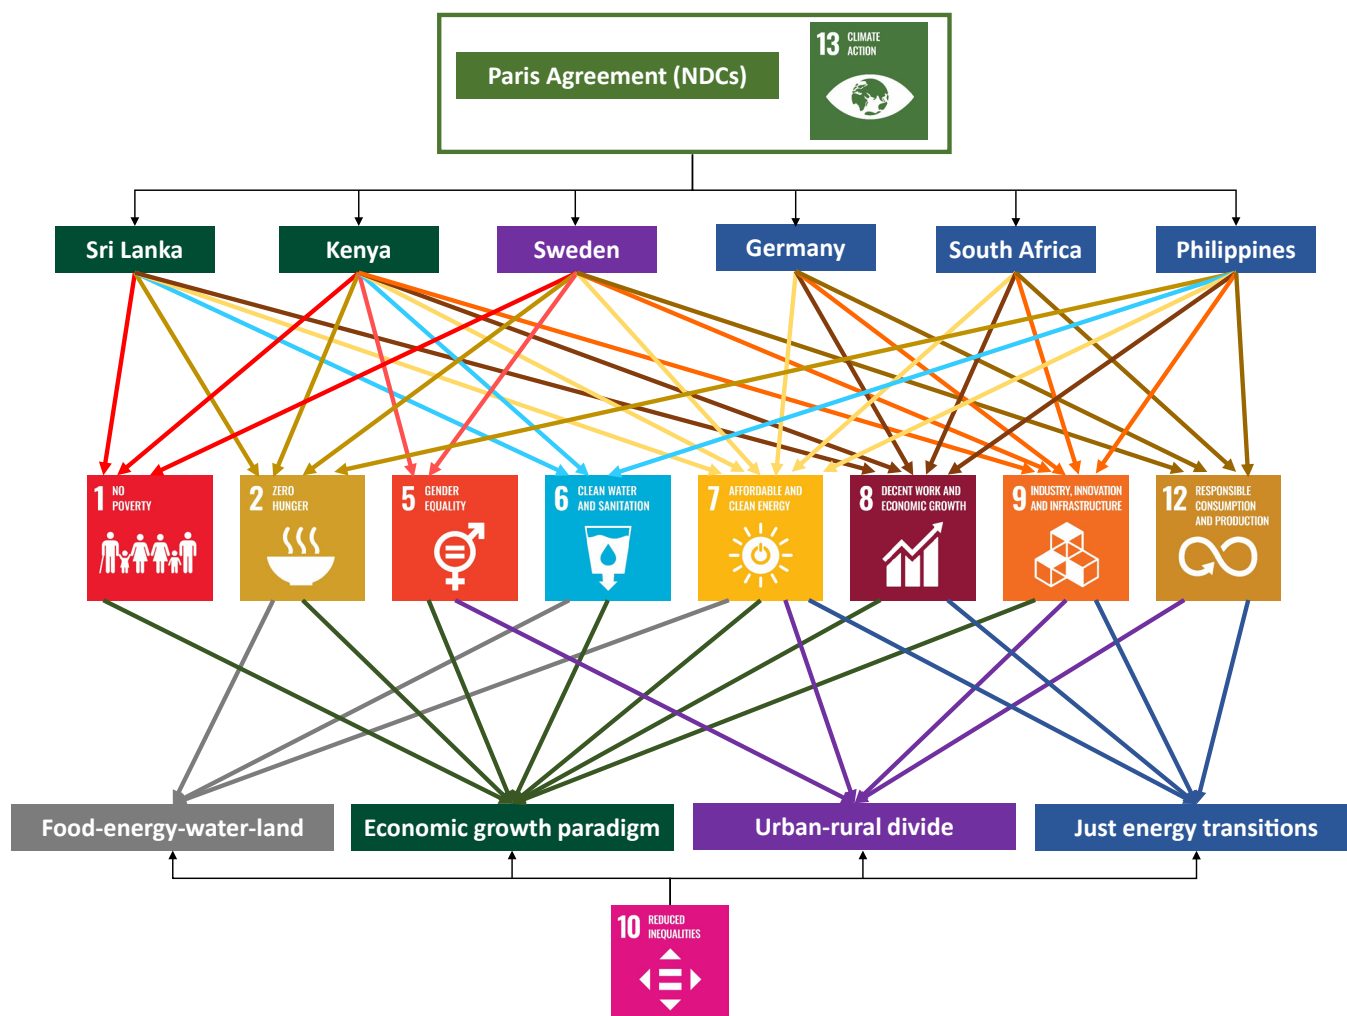 Paris Agreement (NDCs)
13 CLIMATE
ACTION
Sri Lanka
Kenya
Sweden
Germany
South Africa
Philippines
1 NO
POVERTY
2 ZERO
HUNGER
5 GENDER
EQUALITY
6 CLEAN WATER
AND SANITATION
7 AFFORDABLE AND
CLEAN ENERGY
8 DECENT WORK AND
ECONOMIC GROWTH
9 INDUSTRY, INNOVATION
AND INFRASTRUCTURE
12 RESPONSIBLE
CONSUMPTION
AND PRODUCTION
Food-energy-water-land
Economic growth paradigm
Urban-rural divide
Just energy transitions
10 REDUCED
INEQUALITIES